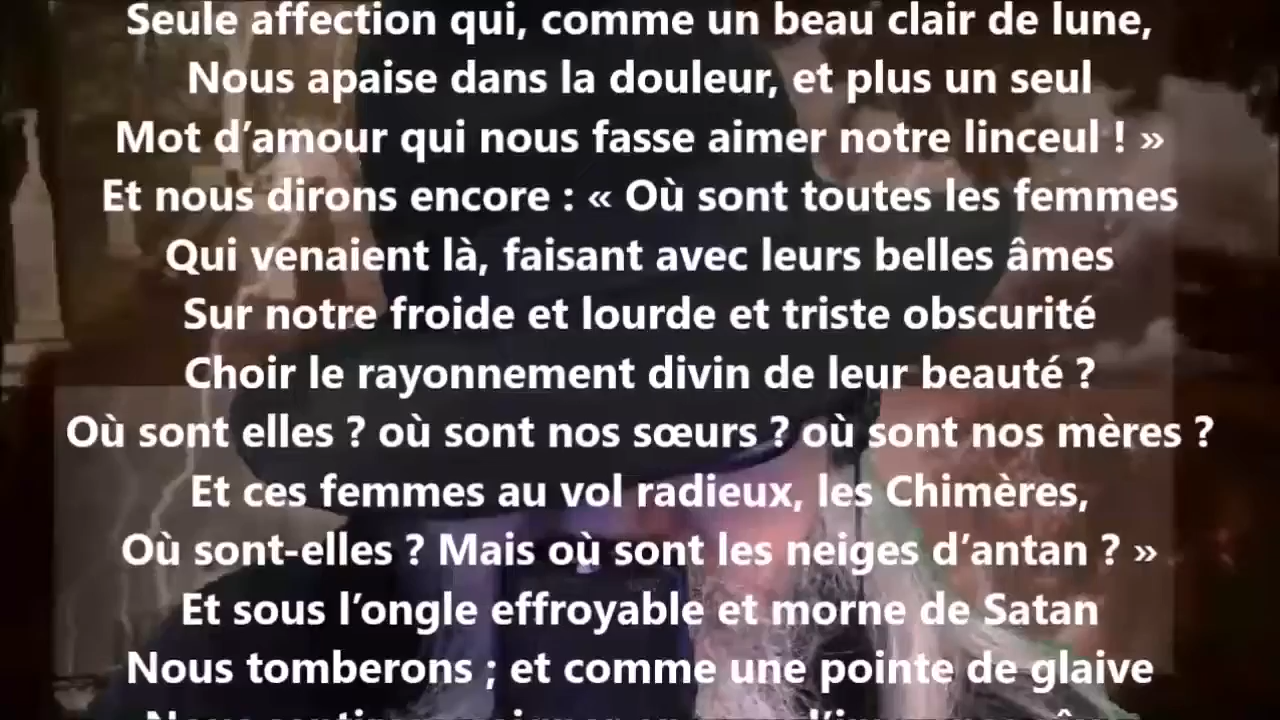 Seule affection qui, comme un beau clair de lune,
Nous apaise dans la douleur, et plus un seul
Mot d’amour qui nous fasse aimer notre linceul ! »
Et nous dirons encore : « Où sont toutes les femmes
Qui venaient là, faisant avec leurs belles âmes
Sur notre froide et lourde et triste obscurité
Choir le rayonnement divin de leur beauté ?
Où sont elles ? où sont nos sœurs ? où sont nos mères ?
Et ces femmes au vol radieux, les Chimères,
Où sont-elles ? Mais où sont les neiges d’antan ? »
Et sous l’ongle effroyable et morne de Satan
Nous tomberons ; et comme une pointe de glaive